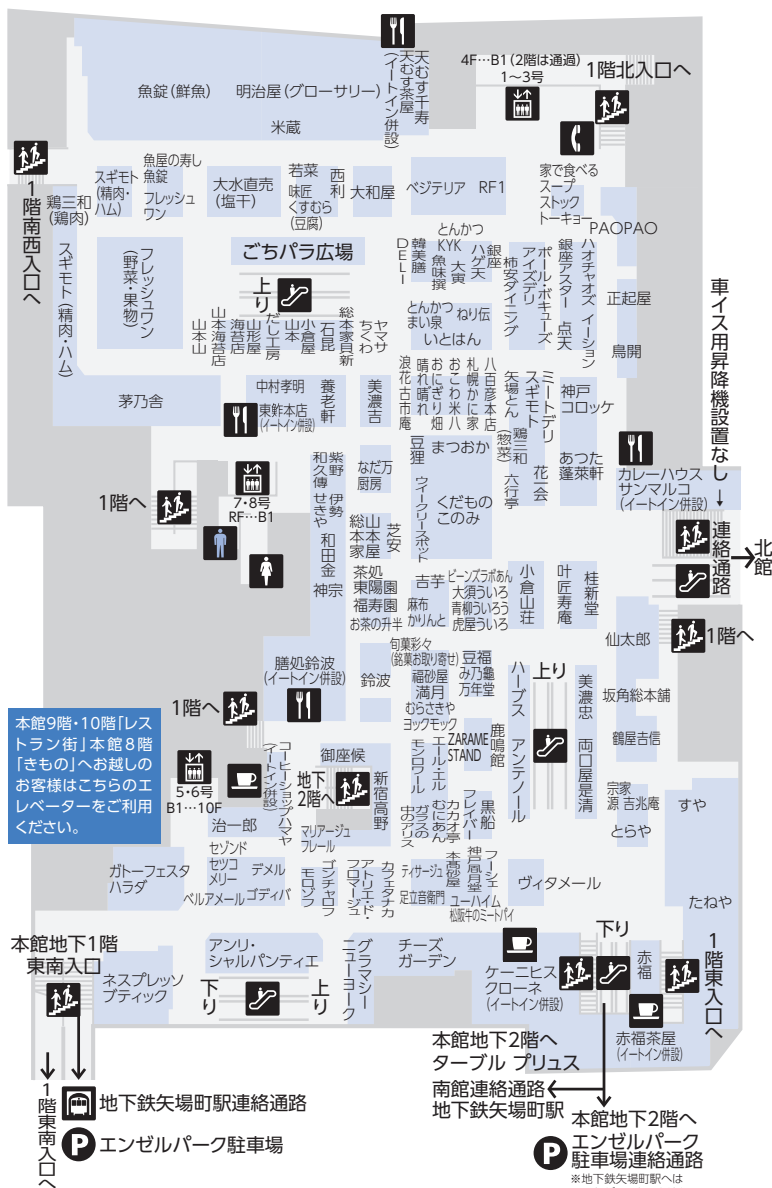 魚錠(鮮魚)
明治屋(グローサリー)
米蔵
天むす千寿
天むす茶屋
(イートイン併設)
4F…B1(2階は通過)
1〜3号
1階北入口へ
1階南西入口へ
鶏三和
(鶏肉)
スギモト
(精肉・
ハム)
魚屋の寿し
魚錠
フレッシュ
ワン
大水直売
(塩干)
若菜
味匠
くすむら
(豆腐)
西利
大和屋
ベジテリア
RF1
家で食べる
スープ
ストック
トーキョー
PAOPAO
スギモト(精肉・ハム)
フレッシュワン
(野菜・果物)
ごちパラ広場
上り
韓美膳
DELI
とんかつ
KYK
魚味撰
大寅
銀座
ハゲ天
柿安ダイニング
ポール・ボキューズ
アイズデリ
銀座アスター
点天
ハオチャオズ
イーション
正起屋
鳥開
車イス用昇降機設置なし
山本山
山本海苔店
山形屋
海苔店
だし工房
山本
小倉屋
石昆
総本家貝新
ヤマサ
ちくわ
とんかつ
まい泉
ねり伝
いとはん
茅乃舎
中村孝明
東鮓本店
(イートイン併設)
養老軒
美濃吉
浪花古市庵
晴れ晴れ
おにぎり畑
おこわ米八
札幌かに家
八百彦本店
矢場とん
スギモト
ミートデリ
神戸
コロッケ
鶏三和
(惣菜)
六行亭
花一会
あつた
蓬莱軒
カレーハウス
サンマルコ
(イートイン併設)
豆狸
まつおか
ウィークリースポット
くだもの
このみ
1階へ
7・8号
RF…B1
紫野
和久傳
伊勢
せきや
和田金
神宗
なだ万
厨房
山本屋
総本家
芝安
茶処
東陽園
福寿園
お茶の升半
吉芋
麻布
かりんと
ビーンズラボあん
大須ういろ
青柳ういろう
虎屋ういろ
小倉山荘
叶匠寿庵
桂新堂
連絡通路
北館
仙太郎
1階へ
膳処鈴波
(イートイン併設)
鈴波
旬菓彩々
(銘菓お取り寄せ)
福砂屋
満月
むらさきや
ヨックモック
豆福
み乃龜
万年堂
ハーブス
アンテノール
上り
美濃忠
両口屋是清
坂角総本舗
鶴屋吉信
宗家
源 吉兆庵
とらや
すや
たねや
1階へ
本館9階・10階「レス
トラン街」本館8階
「きもの」へお越しの
お客様はこちらのエ
レベーターをご利用
ください。
5・6号
B1…10F
コーヒーショップハマヤ
(イートイン併設)
御座候
地下
2階へ
新宿高野
モンロワール
エル・エル
ZARAME
STAND
鹿鳴館
治一郎
マリアージュ
フレール
ガラスの
中のアリス
むにあん
カカオ亭
フレイバー
黒船
ガトーフェスタ
ハラダ
セゾンド
セツコ
メリー
ベルアメール
デメル
ゴディバ
モロゾフ
ゴンチャロフ
アトリエ・ド・
フロマージュ
カフェタナカ
ティサージュ
足立音衛門
本髙砂屋
神戸風月堂
フーシェ
ユーハイム
松阪牛のミートパイ
ヴィタメール
本館地下1階
東南入口
ネスプレッソ
ブティック
アンリ・
シャルパンティエ
下り
上り
グラマシー
ニューヨーク
チーズ
ガーデン
ケーニヒス
クローネ
(イートイン併設)
下り
赤福
赤福茶屋
(イートイン併設)
1階東入口へ
1階東南入口へ
地下鉄矢場町駅連絡通路
P
エンゼルパーク駐車場
本館地下2階へ
ターブル プリュス
南館連絡通路
地下鉄矢場町駅
本館地下2階へ
P
エンゼルパーク
駐車場連絡通路
※地下鉄矢場町駅へは